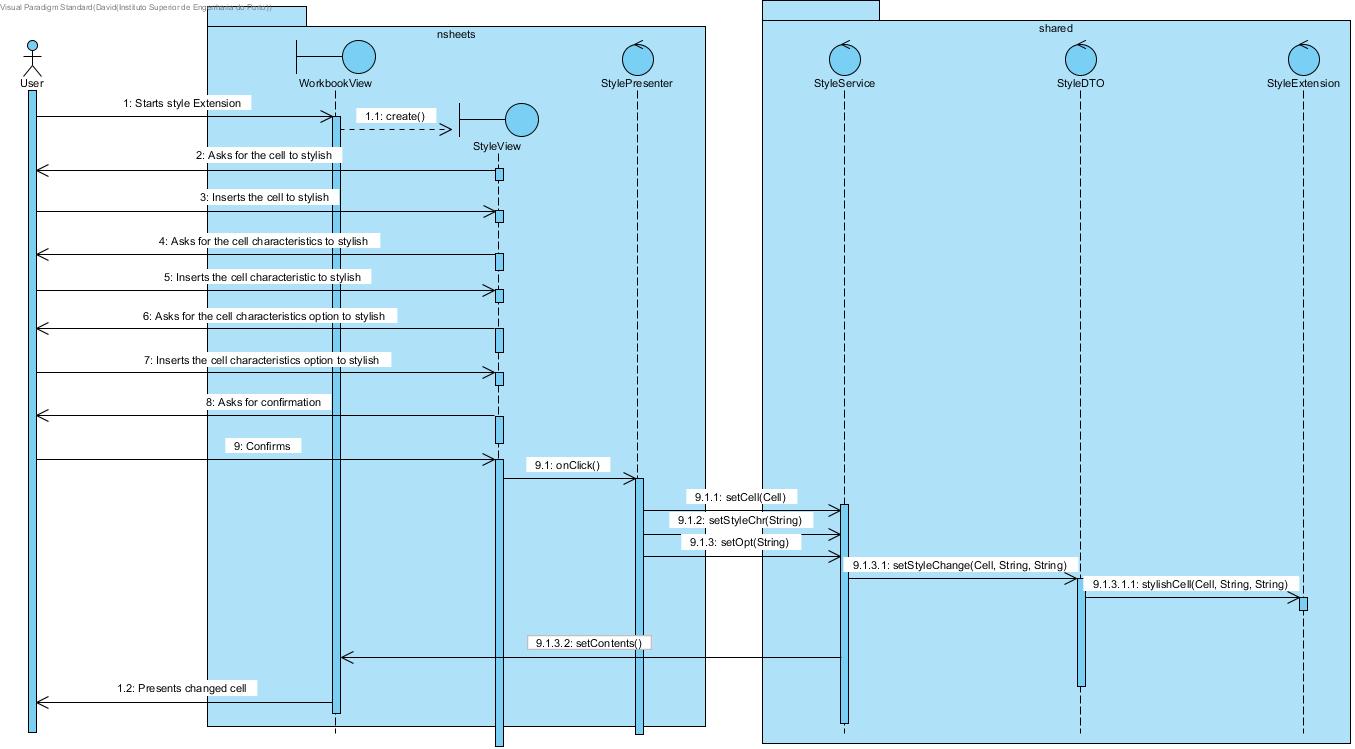 Visual Paradigm Standard(David(Instituto Superior de Engenharia do Porto))
nsheets
shared
User
WorkbookView
StylePresenter
StyleService
StyleDTO
StyleExtension
1: Starts style Extension
1.1: create()
StyleView
2: Asks for the cell to stylish
3: Inserts the cell to stylish
4: Asks for the cell characteristics to stylish
5: Inserts the cell characteristic to stylish
6: Asks for the cell characteristics option to stylish
7: Inserts the cell characteristics option to stylish
8: Asks for confirmation
9: Confirms
9.1: onClick()
9.1.1: setCell(Cell)
9.1.2: setStyleChr(String)
9.1.3: setOpt(String)
9.1.3.1: setStyleChange(Cell, String, String)
9.1.3.1.1: stylishCell(Cell, String, String)
9.1.3.2: setContents()
1.2: Presents changed cell